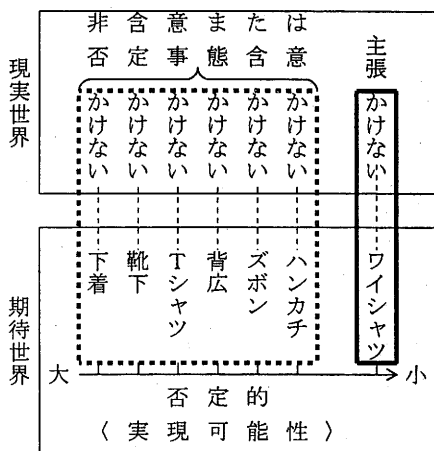 非含意または
否定事態含意
主張
現実世界
かけない
かけない
かけない
かけない
かけない
かけない
かけない
期待世界
下着
靴下
Tシャツ
背広
ズボン
ハンカチ
ワイシャツ
大
小
否定的
〈実現可能性〉